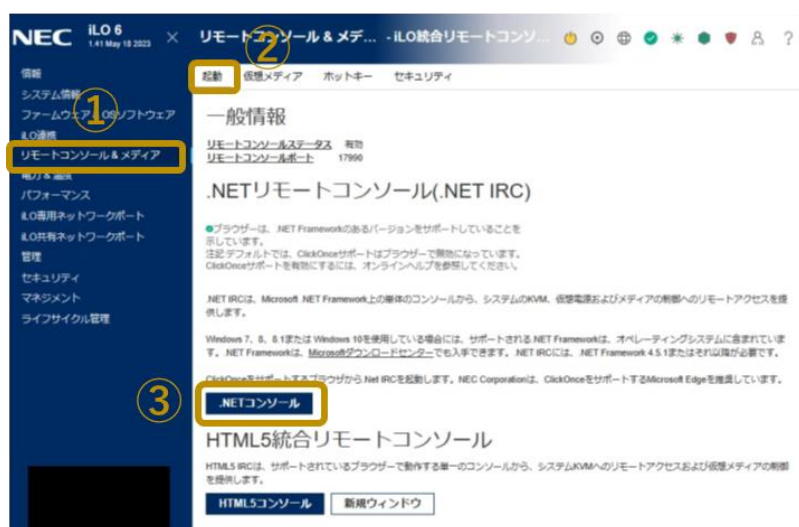 NEC iLO 6
1.41 May 18 2023
リモートコンソール & メデ... - iLO統合リモートコンソ...
?
起動 仮想メディア ホットキー セキュリティ
①
②
③
情報
システム情報
ファームウェア & OSソフトウェア
iLO連携
リモートコンソール & メディア
電力 & 温度
パフォーマンス
iLO専用ネットワークポート
iLO共有ネットワークポート
管理
セキュリティ
マネジメント
ライフサイクル管理
一般情報
リモートコンソールステータス 有効
リモートコンソールポート 17990
.NETリモートコンソール(.NET IRC)
ブラウザーは、.NET Frameworkのあるバージョンをサポートしていることを
示しています。
注記:デフォルトでは、ClickOnceサポートはブラウザーで無効になっています。
ClickOnceサポートを有効にするには、オンラインヘルプを参照してください。
.NET IRCは、Microsoft .NET Framework上の単体のコンソールから、システムのKVM、仮想電源およびメディアの制御へのリモートアクセスを提
供します。
Windows 7、8、8.1または Windows 10を使用している場合には、サポートされる.NET Frameworkは、オペレーティングシステムに含まれていま
す。.NET Frameworkは、Microsoftダウンロードセンターでも入手できます。.NET IRCには、.NET Framework 4.5.1またはそれ以降が必要です。
ClickOnceをサポートするブラウザから.Net IRCを起動します。NEC Corporationは、ClickOnceをサポートするMicrosoft Edgeを推奨しています。
.NETコンソール
HTML5統合リモートコンソール
HTML5 IRCは、サポートされているブラウザーで動作する単一のコンソールから、システムKVMへのリモートアクセスおよび仮想メディアの制御
を提供します。
HTML5コンソール 新規ウィンドウ